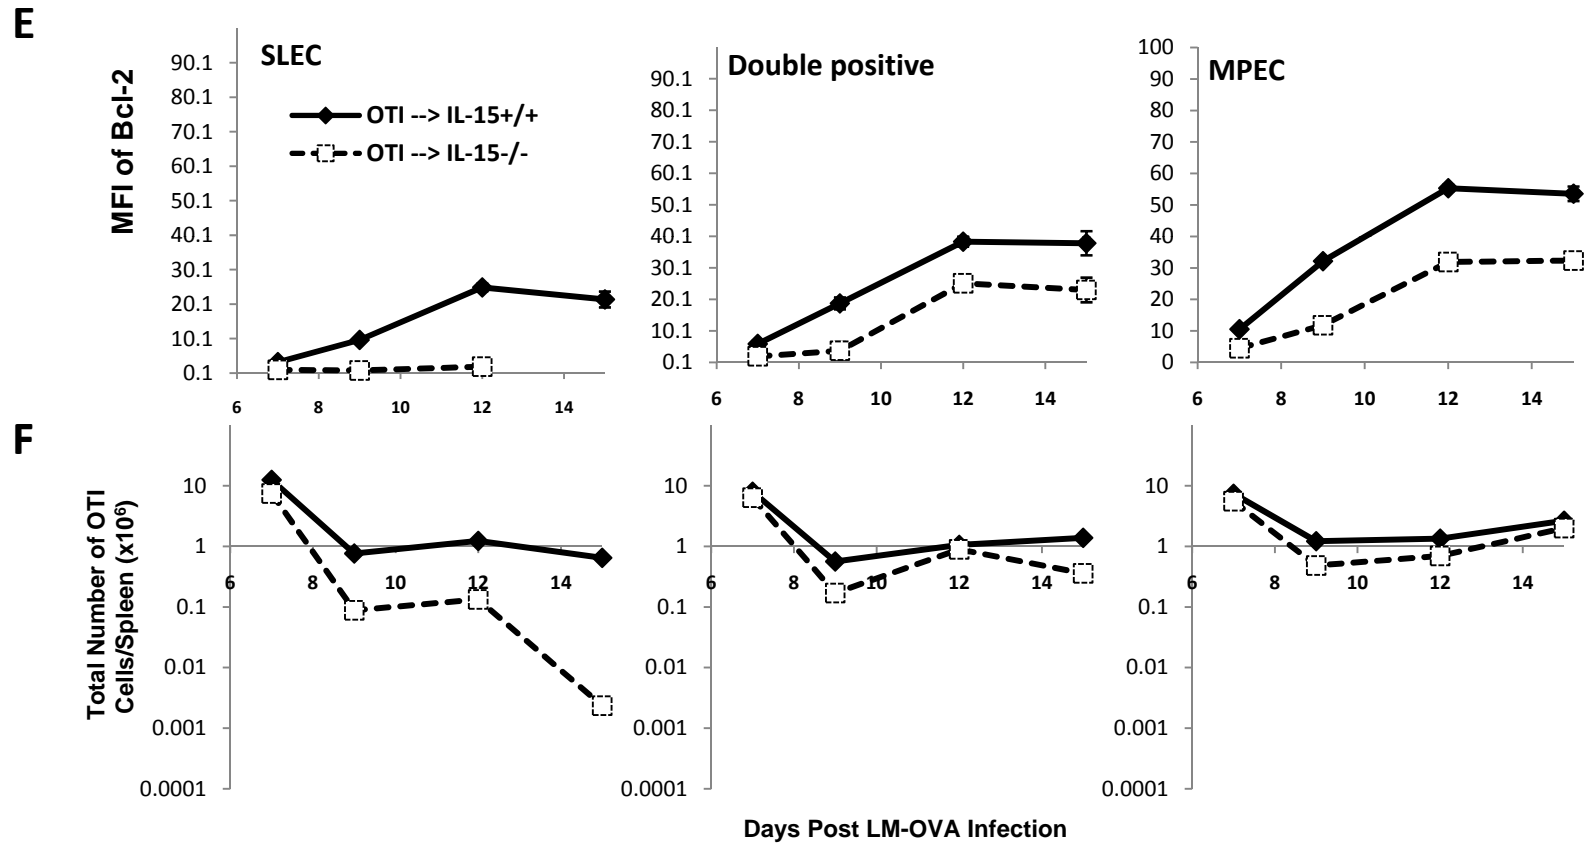 E
MFI of Bcl-2
SLEC
OTI --> IL-15+/+
OTI --> IL-15-/-
90.1
80.1
70.1
60.1
50.1
40.1
30.1
20.1
10.1
0.1
6 8 10 12 14
Double positive
90.1
80.1
70.1
60.1
50.1
40.1
30.1
20.1
10.1
0.1
6 8 10 12 14
MPEC
100
90
80
70
60
50
40
30
20
10
0
6 8 10 12 14
F
Total Number of OTI
Cells/Spleen (x10⁶)
10
1
0.1
0.01
0.001
0.0001
6 8 10 12 14
10
1
0.1
0.01
0.001
0.0001
6 8 10 12 14
10
1
0.1
0.01
0.001
0.0001
6 8 10 12 14
Days Post LM-OVA Infection